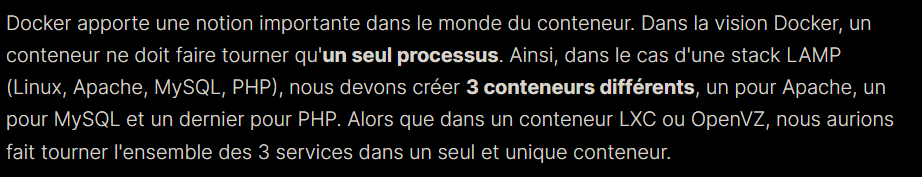 Docker apporte une notion importante dans le monde du conteneur. Dans la vision Docker, un
conteneur ne doit faire tourner qu'un seul processus. Ainsi, dans le cas d'une stack LAMP
(Linux, Apache, MySQL, PHP), nous devons créer 3 conteneurs différents, un pour Apache, un
pour MySQL et un dernier pour PHP. Alors que dans un conteneur LXC ou OpenVZ, nous aurions
fait tourner l'ensemble des 3 services dans un seul et unique conteneur.